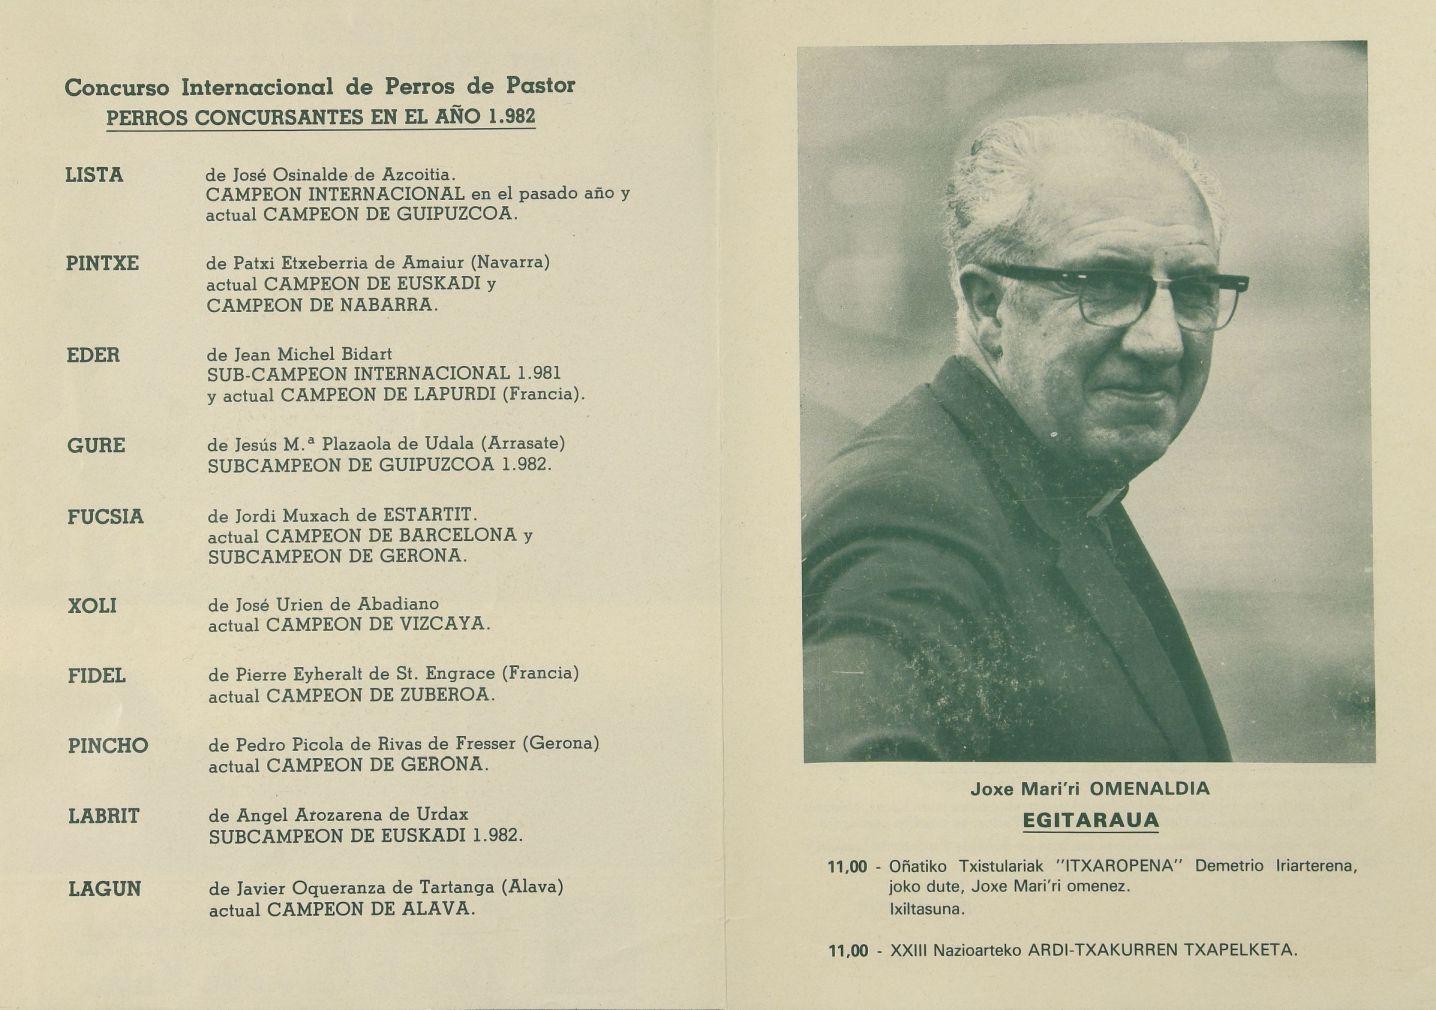 Concurso Internacional de Perros de Pastor
PERROS CONCURSANTES EN EL AÑO 1.982
LISTA de José Osinalde de Azcoitia.
CAMPEON INTERNACIONAL en el pasado año y
actual CAMPEON DE GUIPUZCOA.
PINTXE de Patxi Etxeberria de Amaiur (Navarra)
actual CAMPEON DE EUSKADI y
CAMPEON DE NABARRA.
EDER de Jean Michel Bidart
SUB-CAMPEON INTERNACIONAL 1.981
y actual CAMPEON DE LAPURDI (Francia).
GURE de Jesús M.ª Plazaola de Udala (Arrasate)
SUBCAMPEON DE GUIPUZCOA 1.982.
FUCSIA de Jordi Muxach de ESTARTIT.
actual CAMPEON DE BARCELONA y
SUBCAMPEON DE GERONA.
XOLI de José Urien de Abadiano
actual CAMPEON DE VIZCAYA.
FIDEL de Pierre Eyheralt de St. Engrace (Francia)
actual CAMPEON DE ZUBEROA.
PINCHO de Pedro Picola de Rivas de Fresser (Gerona)
actual CAMPEON DE GERONA.
LABRIT de Angel Arozarena de Urdax
SUBCAMPEON DE EUSKADI 1.982.
LAGUN de Javier Oqueranza de Tartanga (Alava)
actual CAMPEON DE ALAVA.
Joxe Mari'ri OMENALDIA
EGITARAUA
11,00 - Oñatiko Txistulariak "ITXAROPENA" Demetrio Iriarterena,
joko dute, Joxe Mari'ri omenez.
Ixiltasuna.
11,00 - XXIII Nazioarteko ARDI-TXAKURREN TXAPELKETA.